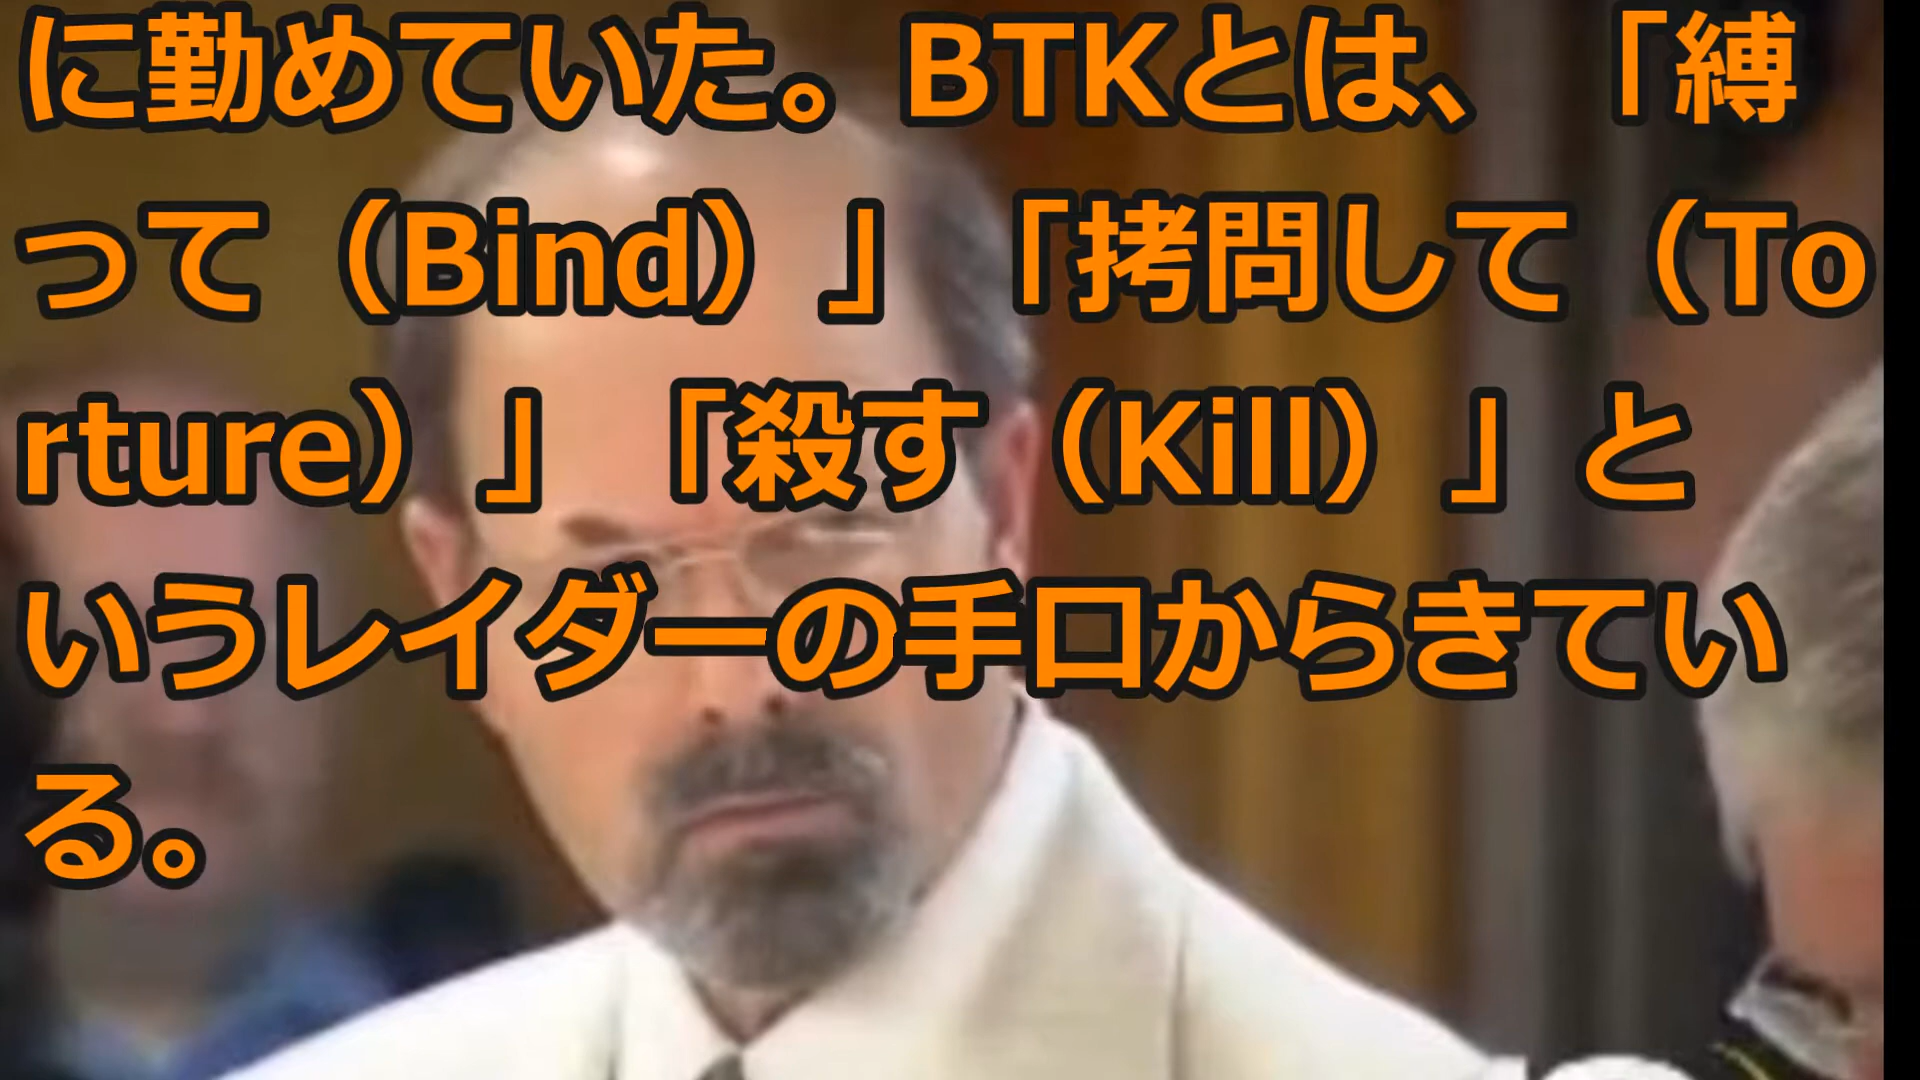 に勤めていた。BTKとは、「縛
って（Bind）」「拷問して（To
rture）」「殺す（Kill）」と
いうレイダーの手口からきてい
る。